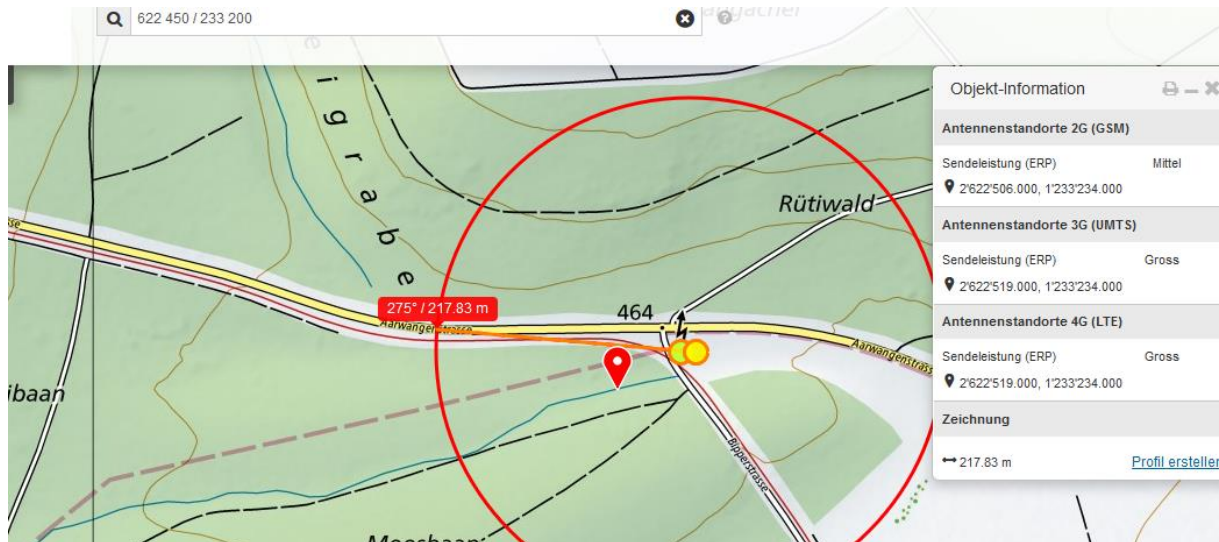 622 450 / 233 200
Objekt-Information
Antennenstandorte 2G (GSM)
Sendeleistung (ERP) Mittel
2'622'506.000, 1'233'234.000
Antennenstandorte 3G (UMTS)
Sendeleistung (ERP) Gross
2'622'519.000, 1'233'234.000
Antennenstandorte 4G (LTE)
Sendeleistung (ERP) Gross
2'622'519.000, 1'233'234.000
Zeichnung
217.83 m Profil erstellen
igrabe
Rütiwald
275° / 217.83 m
464
Aarwangenstrasse
Aarwangenstrasse
sse
ibaan
Bipperstrasse
Moosbaan